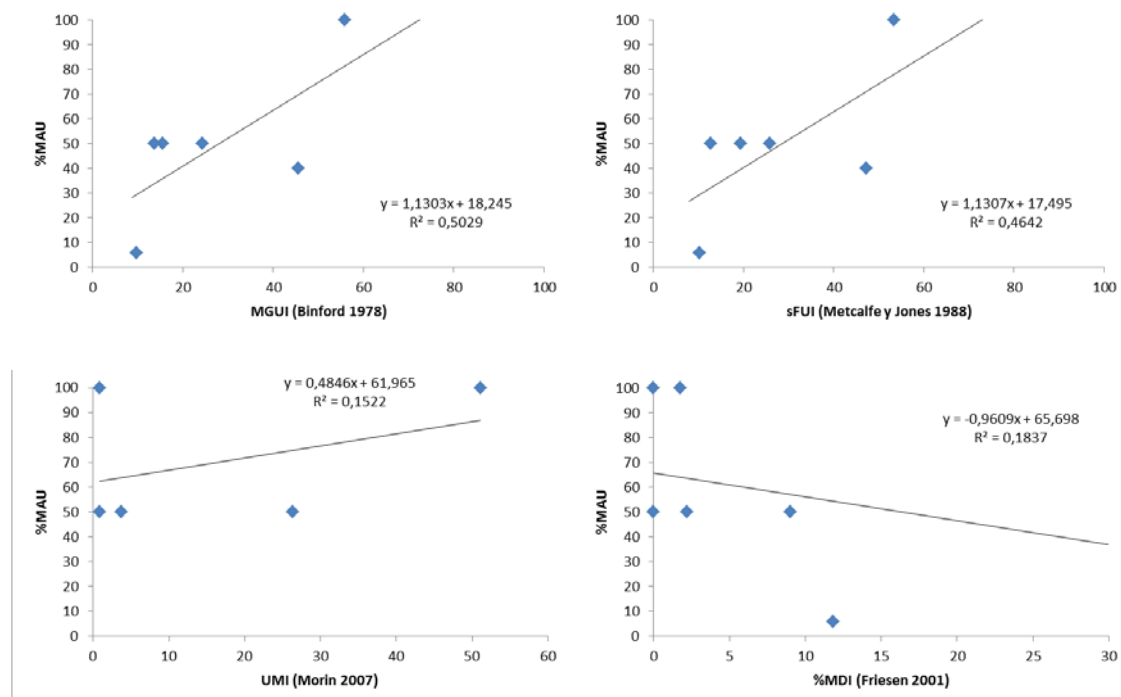 100
90
80
70
60
50
40
30
20
10
0
%MAU
y = 1,1303x + 18,245
R² = 0,5029
0 20 40 60 80 100
MGUI (Binford 1978)
100
90
80
70
60
50
40
30
20
10
0
%MAU
y = 1,1307x + 17,495
R² = 0,4642
0 20 40 60 80 100
sFUI (Metcalfe y Jones 1988)
100
90
80
70
60
50
40
30
20
10
0
%MAU
y = 0,4846x + 61,965
R² = 0,1522
0 10 20 30 40 50 60
UMI (Morin 2007)
100
90
80
70
60
50
40
30
20
10
0
%MAU
y = -0,9609x + 65,698
R² = 0,1837
0 5 10 15 20 25 30
%MDI (Friesen 2001)